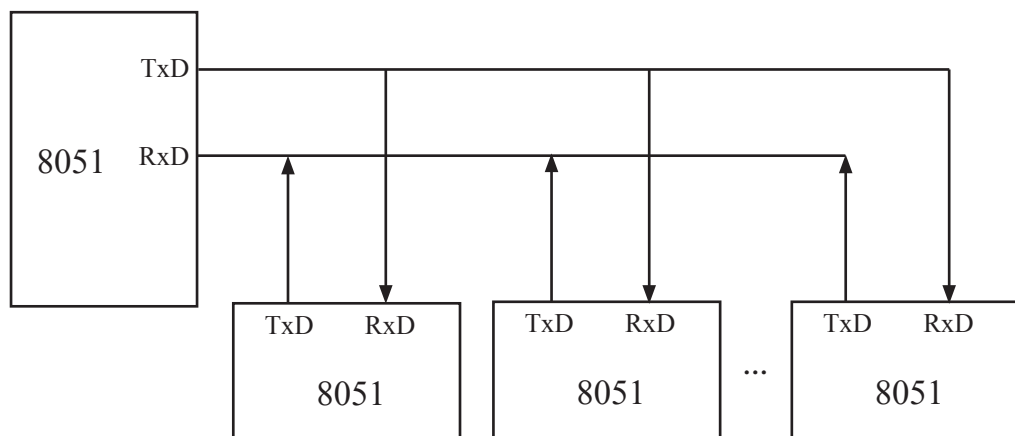 TxD
8051 RxD
TxD RxD TxD RxD TxD RxD
8051 8051 ... 8051